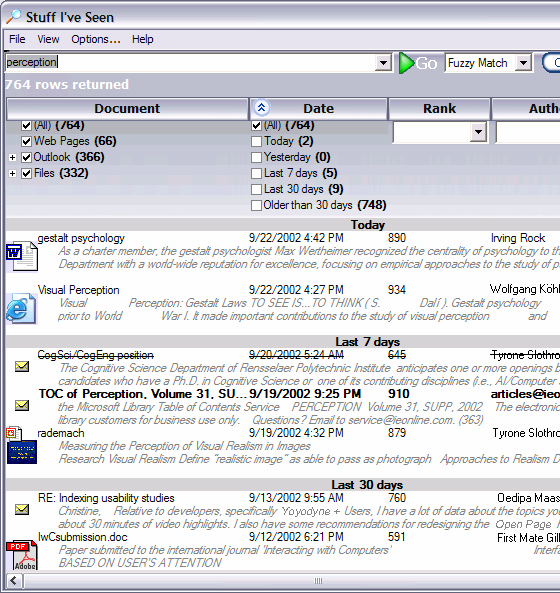 Stuff I've Seen
File View Options... Help
perception Go Fuzzy Match
764 rows returned
Document Date Rank
(All) (764) (All) (764)
Web Pages (66) Today (2)
Outlook (366) Yesterday (0)
Files (332) Last 7 days (5)
Last 30 days (9)
Older than 30 days (748)
Today
gestalt psychology 9/22/2002 4:42 PM 890 Irving Rock
As a charter member, the gestalt psychologist Max Wertheimer recognized the centrality of psychology to the
Department with a world-wide reputation for excellence, focusing on empirical approaches to the study of
Visual Perception 9/22/2002 4:27 PM 934 Wolfgang Köhl
Visual Perception: Gestalt Laws TO SEE IS...TO THINK ( S. Dalí ). Gestalt psychology
prior to World War I. It made important contributions to the study of visual perception and
Last 7 days
CogSci/CogEng position 9/20/2002 5:24 AM 645 Tyrone Slothro
The Cognitive Science Department of Rensselaer Polytechnic Institute anticipates one or more openings b
candidates who have a Ph.D. in Cognitive Science or one of its contributing disciplines (i.e., AI/Computer
TOC of Perception, Volume 31, SU... 9/19/2002 9:25 PM 910 articles@ieo
the Microsoft Library Table of Contents Service PERCEPTION Volume 31, SUPP, 2002 The electronic
library customers for business use only. Questions? Email to service@leonline.com. (363)
rademach 9/19/2002 4:32 PM 879 Tyrone Slothro
Measuring the Perception of Visual Realism in Images
Research Visual Realism Define "realistic image" as able to pass as photograph Approaches to Realism D
Last 30 days
RE: Indexing usability studies 9/13/2002 9:55 AM 760 Oedipa Maas
Christine, Relative to developers, specifically Yoyodyne + Users, I have a lot of data about the topics you
about 30 minutes of video highlights. I also have some recommendations for redesigning the Open Page
IwCsubmission.doc 9/12/2002 6:21 PM 591 First Mate Gill
Paper submitted to the international journal 'Interacting with Computers' Interf
BASED ON USER'S ATTENTION
PDF
Adobe